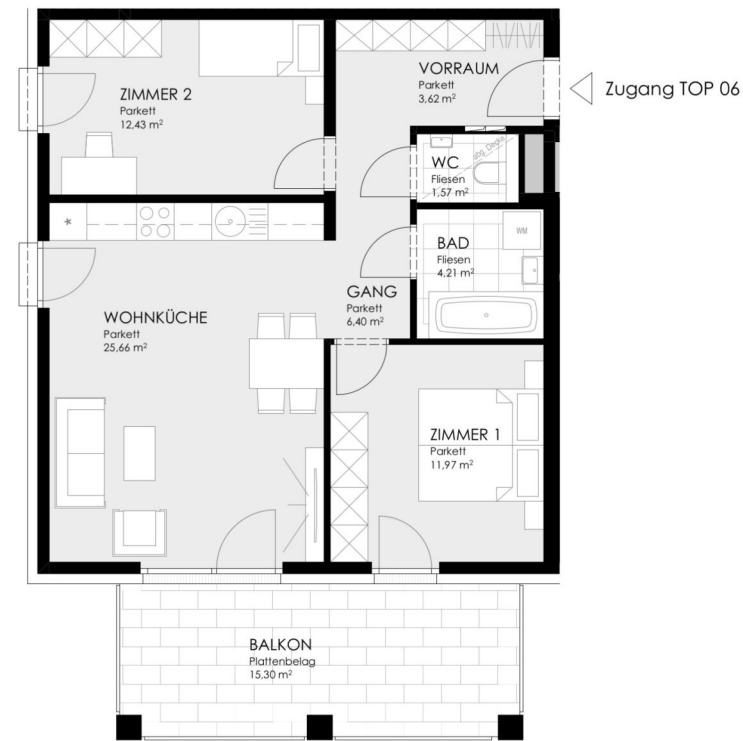 VORRAUM
Parkett
3,62 m²
Zugang TOP 06
ZIMMER 2
Parkett
12,43 m²
WC
Fliesen
1,57 m²
abg. Decke
BAD
Fliesen
4,21 m²
WM
*
GANG
Parkett
6,40 m²
WOHNKÜCHE
Parkett
25,66 m²
ZIMMER 1
Parkett
11,97 m²
BALKON
Plattenbelag
15,30 m²